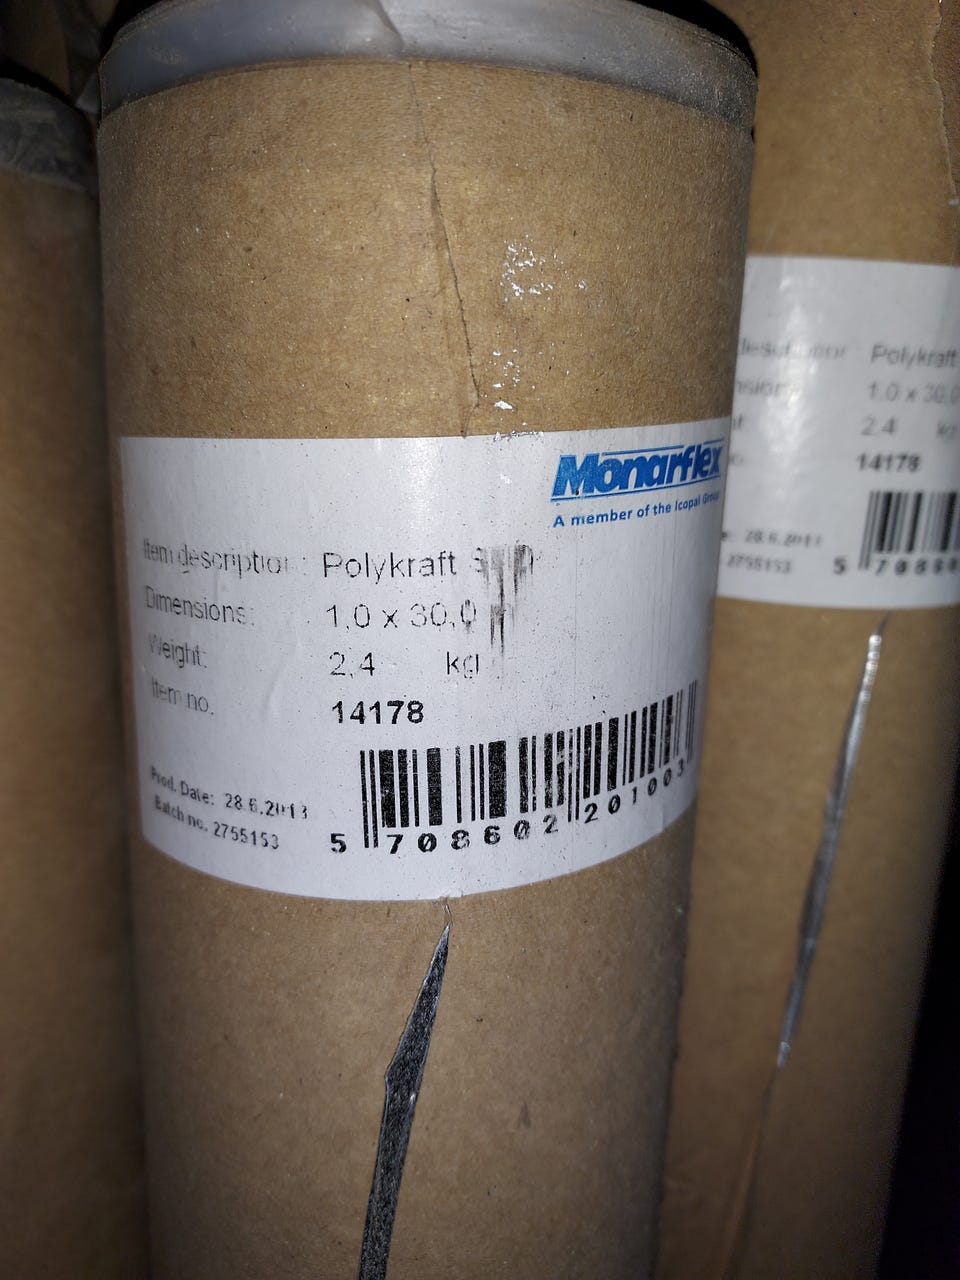 Monarflex
A member of the Icopal Group
Item description: Polykraft
Dimensions: 1,0 x 30,0
Weight: 2,4 kg
Item no. 14178
Prod. Date: 28.6.2013
Batch no. 2755153
5 708602 201003
Polykraft
1,0 x 30,0
2,4 kg
14178
28.6.2013
2755153
5 7086